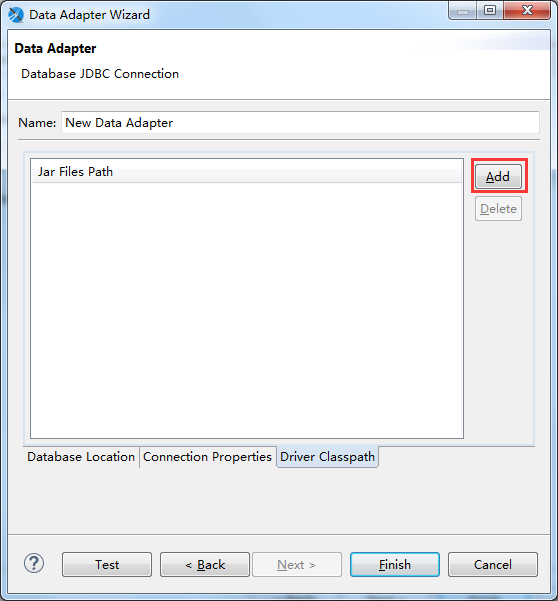 Data Adapter Wizard
Data Adapter
Database JDBC Connection
Name: New Data Adapter
Jar Files Path
Add
Delete
Database Location Connection Properties Driver Classpath
? Test < Back Next > Finish Cancel